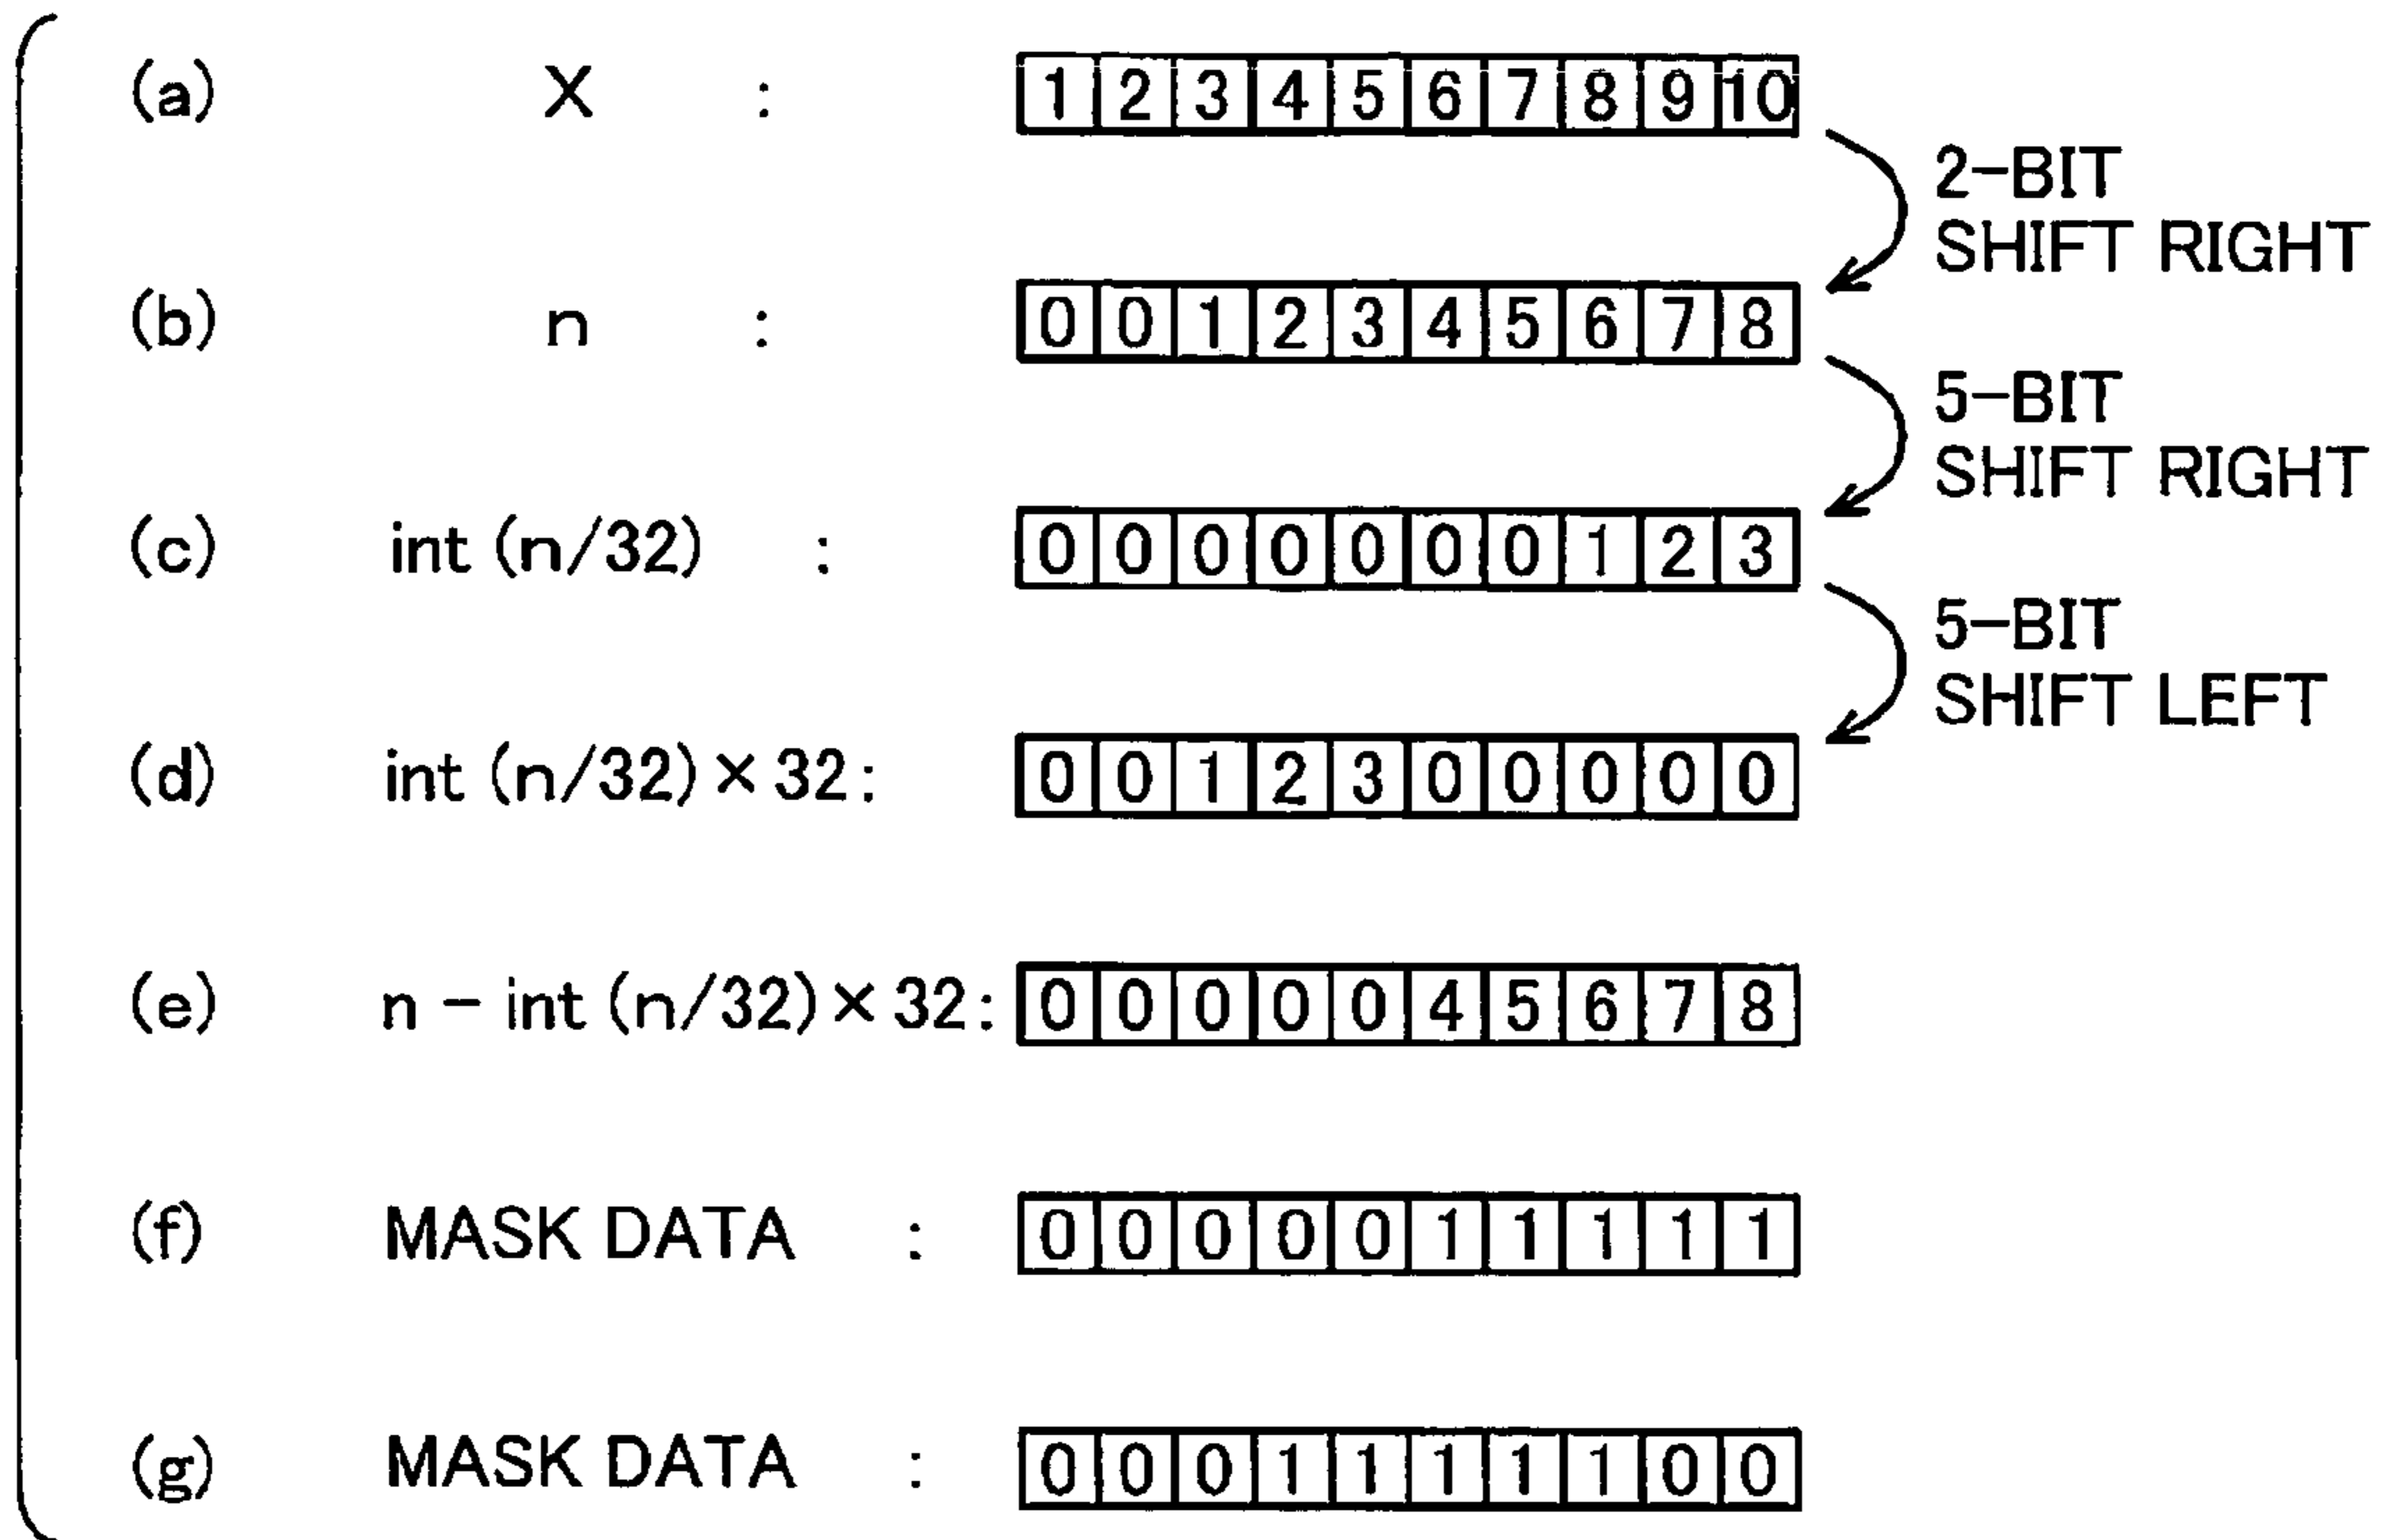 (a) X : 1 2 3 4 5 6 7 8 9 10
2-BIT
SHIFT RIGHT
(b) n : 0 0 1 2 3 4 5 6 7 8
5-BIT
SHIFT RIGHT
(c) int (n/32) : 0 0 0 0 0 0 0 1 2 3
5-BIT
SHIFT LEFT
(d) int (n/32) × 32 : 0 0 1 2 3 0 0 0 0 0
(e) n - int (n/32) × 32 : 0 0 0 0 0 4 5 6 7 8
(f) MASK DATA : 0 0 0 0 0 1 1 1 1 1
(g) MASK DATA : 0 0 0 1 1 1 1 1 0 0